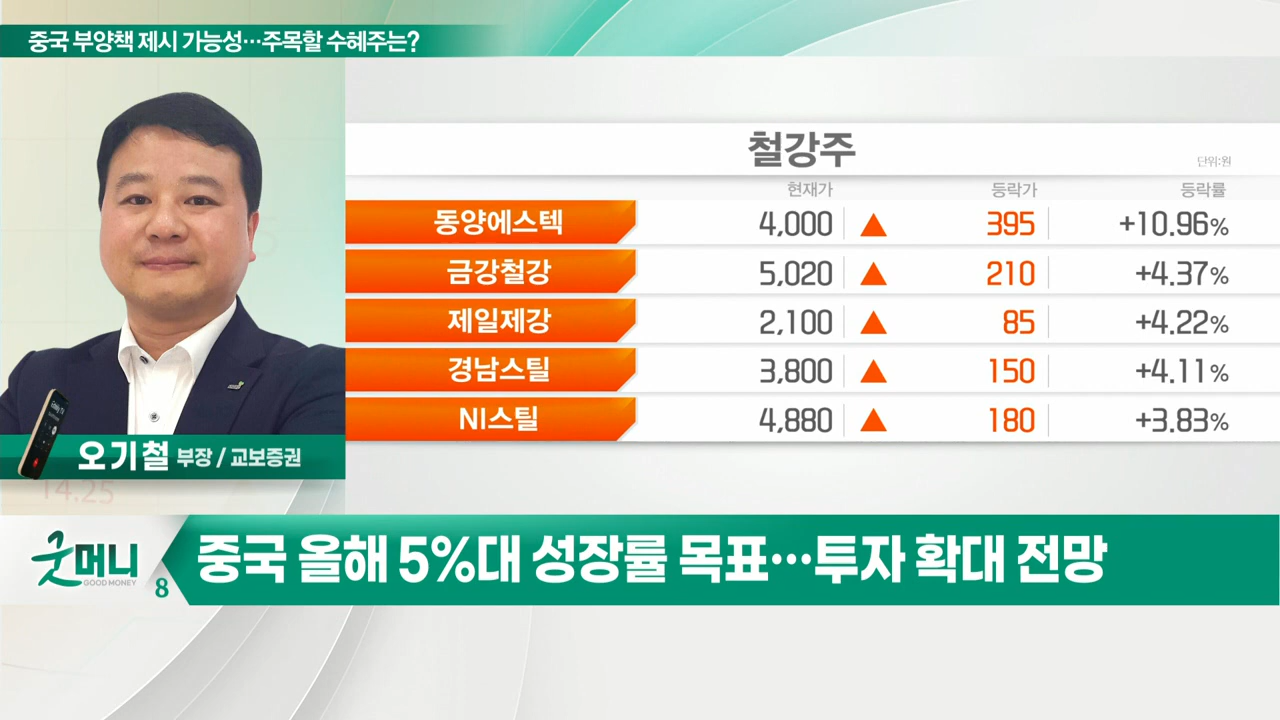 중국 부양책 제시 가능성…주목할 수혜주는?
철강주
단위:원
현재가 등락가 등락률
동양에스텍 4,000 ▲ 395 +10.96%
금강철강 5,020 ▲ 210 +4.37%
제일제강 2,100 ▲ 85 +4.22%
경남스틸 3,800 ▲ 150 +4.11%
NI스틸 4,880 ▲ 180 +3.83%
오기철 부장 / 교보증권
14.25
굿머니
GOOD MONEY
8
중국 올해 5%대 성장률 목표…투자 확대 전망